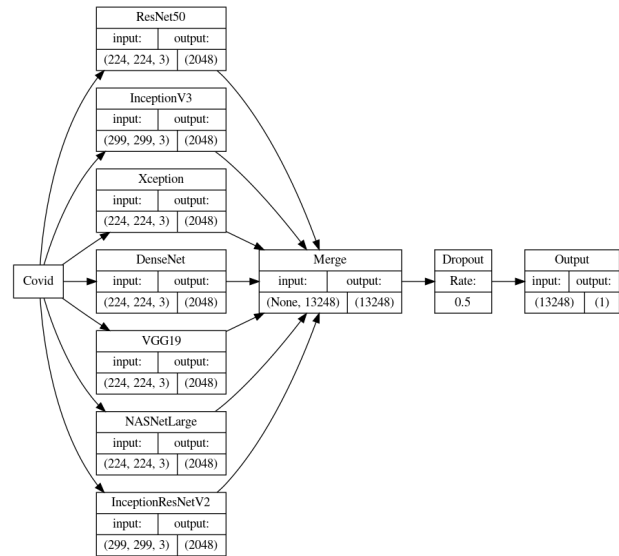 ResNet50
input: output:
(224, 224, 3) (2048)
InceptionV3
input: output:
(299, 299, 3) (2048)
Xception
input: output:
(224, 224, 3) (2048)
Covid
DenseNet
input: output:
(224, 224, 3) (2048)
Merge
input: output:
(None, 13248) (13248)
Dropout
Rate:
0.5
Output
input: output:
(13248) (1)
VGG19
input: output:
(224, 224, 3) (2048)
NASNetLarge
input: output:
(224, 224, 3) (2048)
InceptionResNetV2
input: output:
(299, 299, 3) (2048)